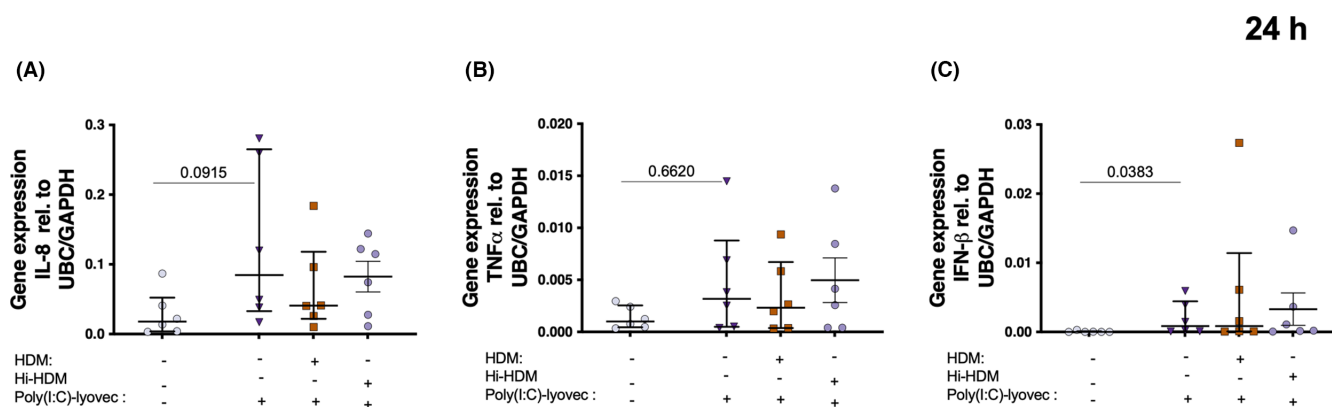 24 h
(A)
0.3
0.2
0.1
0.0
Gene expression
IL-8 rel. to
UBC/GAPDH
0.0915
(B)
0.020
0.015
0.010
0.005
0.000
Gene expression
TNFα rel. to
UBC/GAPDH
0.6620
(C)
0.03
0.02
0.01
0.00
Gene expression
IFN-β rel. to
UBC/GAPDH
0.0383
HDM: - - + -
Hi-HDM - - - +
Poly(I:C)-lyovec : - + + +
HDM: - - + -
Hi-HDM - - - +
Poly(I:C)-lyovec : - + + +
HDM: - - + -
Hi-HDM - - - +
Poly(I:C)-lyovec : - + + +